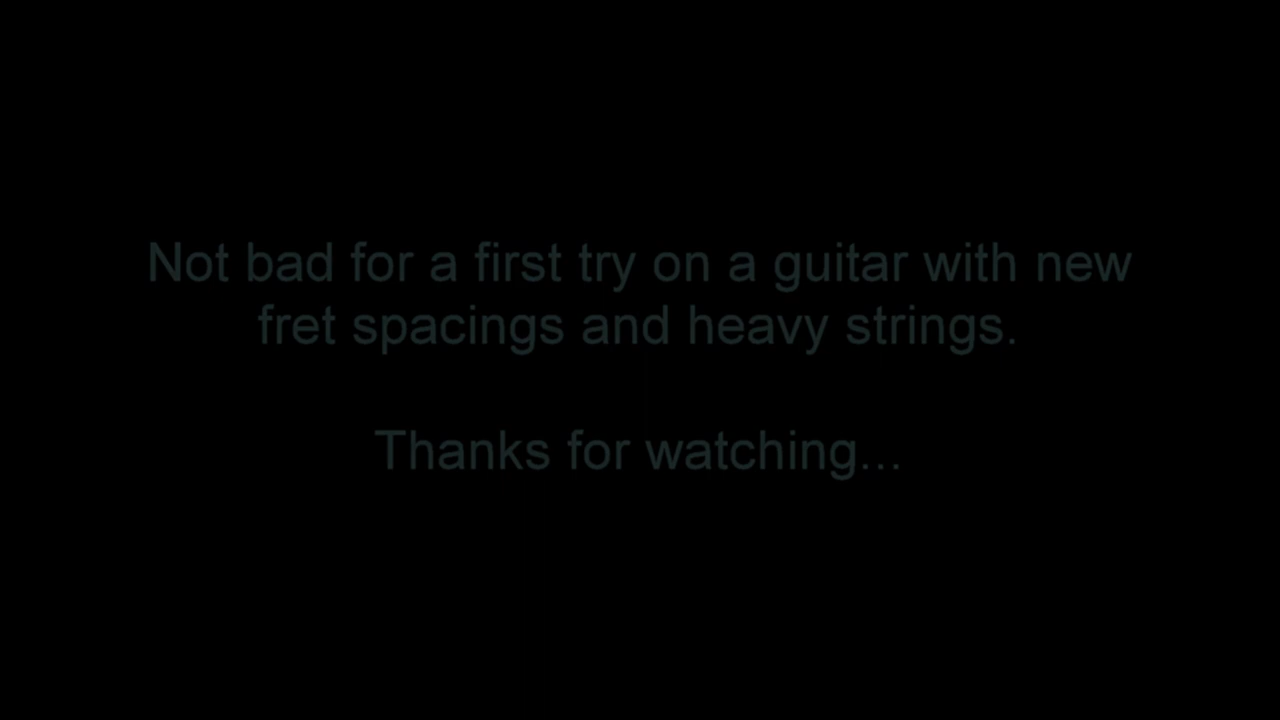 Not bad for a first try on a guitar with new
fret spacings and heavy strings.
Thanks for watching...